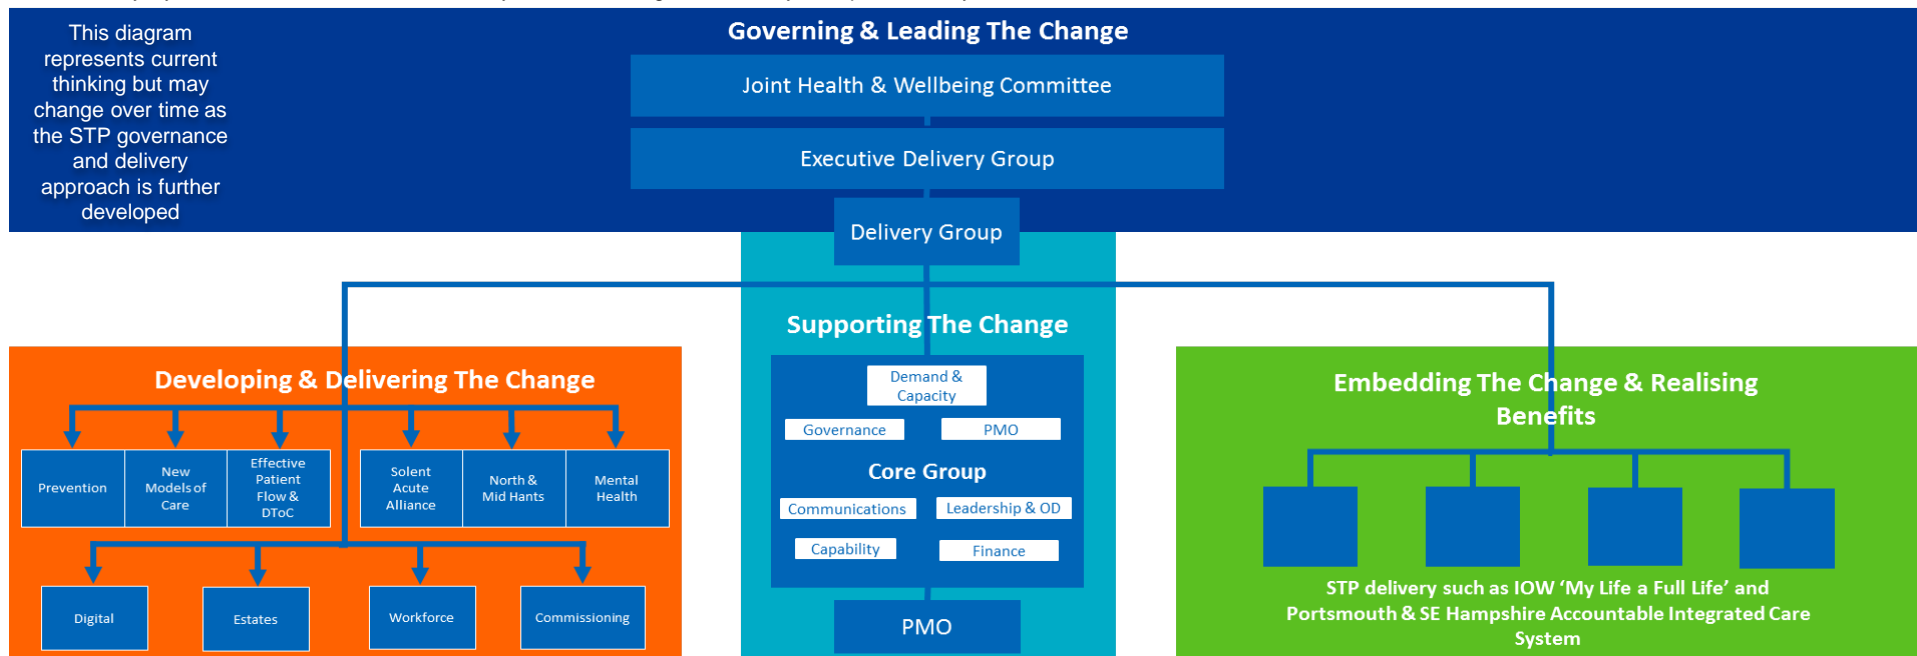 This diagram
represents current
thinking but may
change over time as
the STP governance
and delivery
approach is further
developed
Governing & Leading The Change
Joint Health & Wellbeing Committee
Executive Delivery Group
Delivery Group
Supporting The Change
Developing & Delivering The Change
Prevention
New
Models of
Care
Effective
Patient
Flow &
DToC
Solent
Acute
Alliance
North &
Mid Hants
Mental
Health
Digital
Estates
Workforce
Commissioning
Demand &
Capacity
Governance
PMO
Core Group
Communications
Leadership & OD
Capability
Finance
PMO
Embedding The Change & Realising
Benefits
STP delivery such as IOW ‘My Life a Full Life’ and
Portsmouth & SE Hampshire Accountable Integrated Care
System